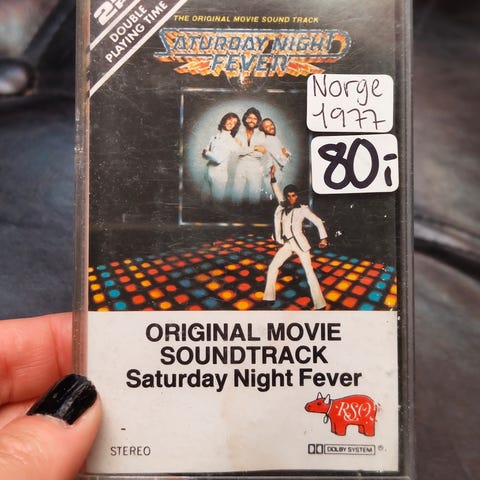 DOUBLE
PLAYING TIME
THE ORIGINAL MOVIE SOUND TRACK
SATURDAY NIGHT
FEVER
Norge
1977
80;
ORIGINAL MOVIE
SOUNDTRACK
Saturday Night Fever
RSO
STEREO
DOLBY SYSTEM ®